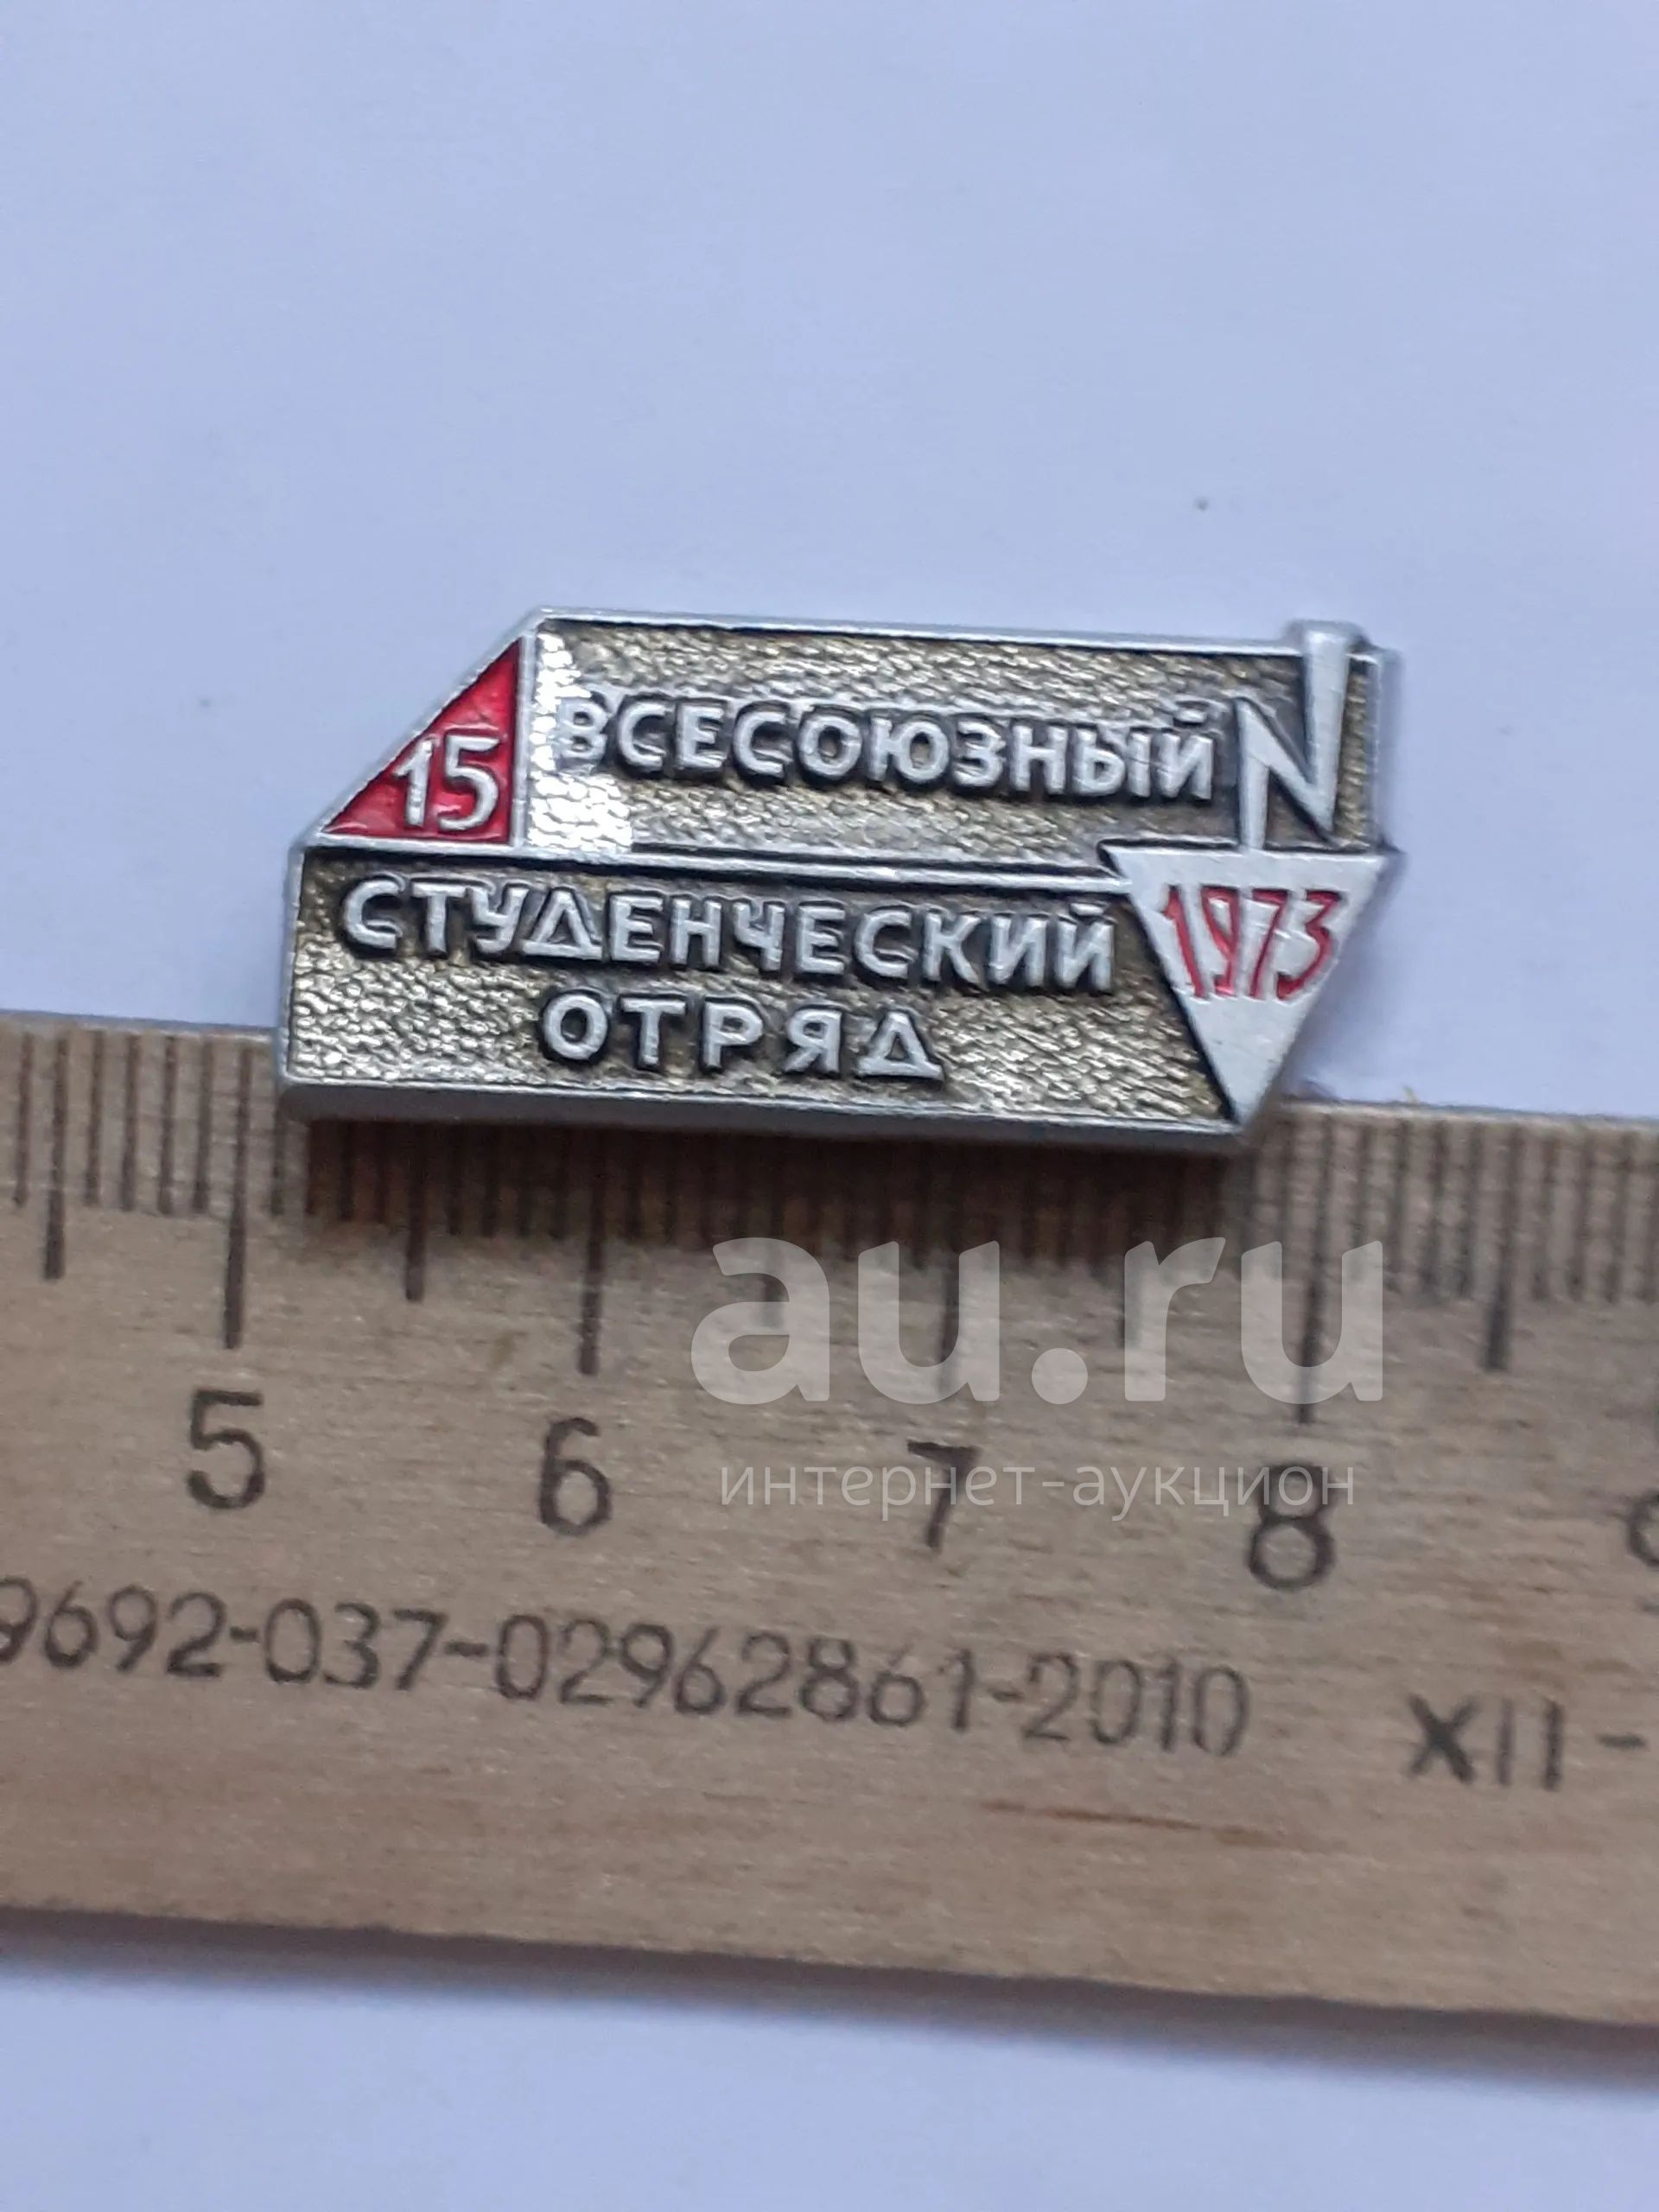 15 ВСЕСОЮЗНЫЙ
СТУДЕНЧЕСКИЙ
1973
ОТРЯД
au.ru
интернет-аукцион
5 6 7 8
9692-037-02962861-2010 XII-